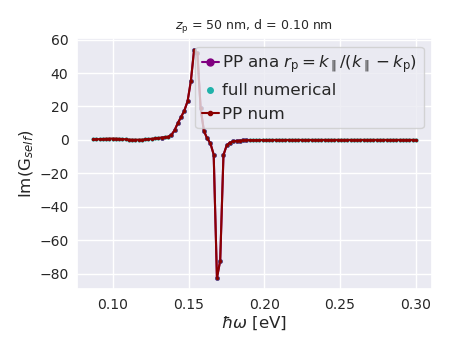 z_p = 50 nm, d = 0.10 nm
60
40
20
0
−20
−40
−60
−80
Im(G_self)
PP ana r_p = k_∥/(k_∥ − k_p)
full numerical
PP num
0.10 0.15 0.20 0.25 0.30
ħω [eV]